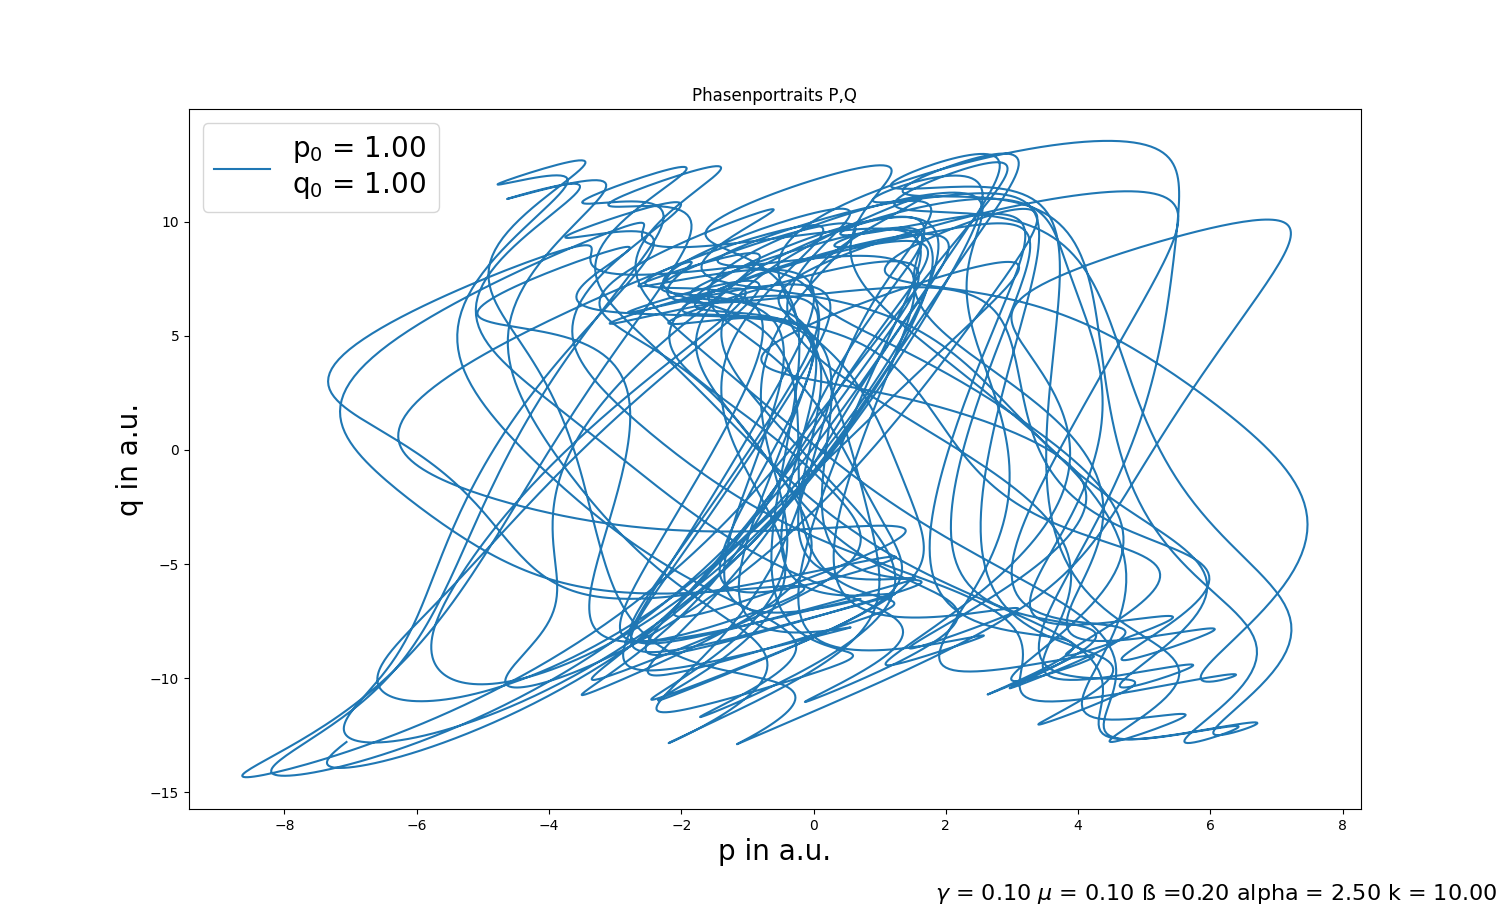 Phasenportraits P,Q
p₀ = 1.00
q₀ = 1.00
10
5
0
−5
−10
−15
q in a.u.
−8 −6 −4 −2 0 2 4 6 8
p in a.u.
γ = 0.10 μ = 0.10 ß =0.20 alpha = 2.50 k = 10.00